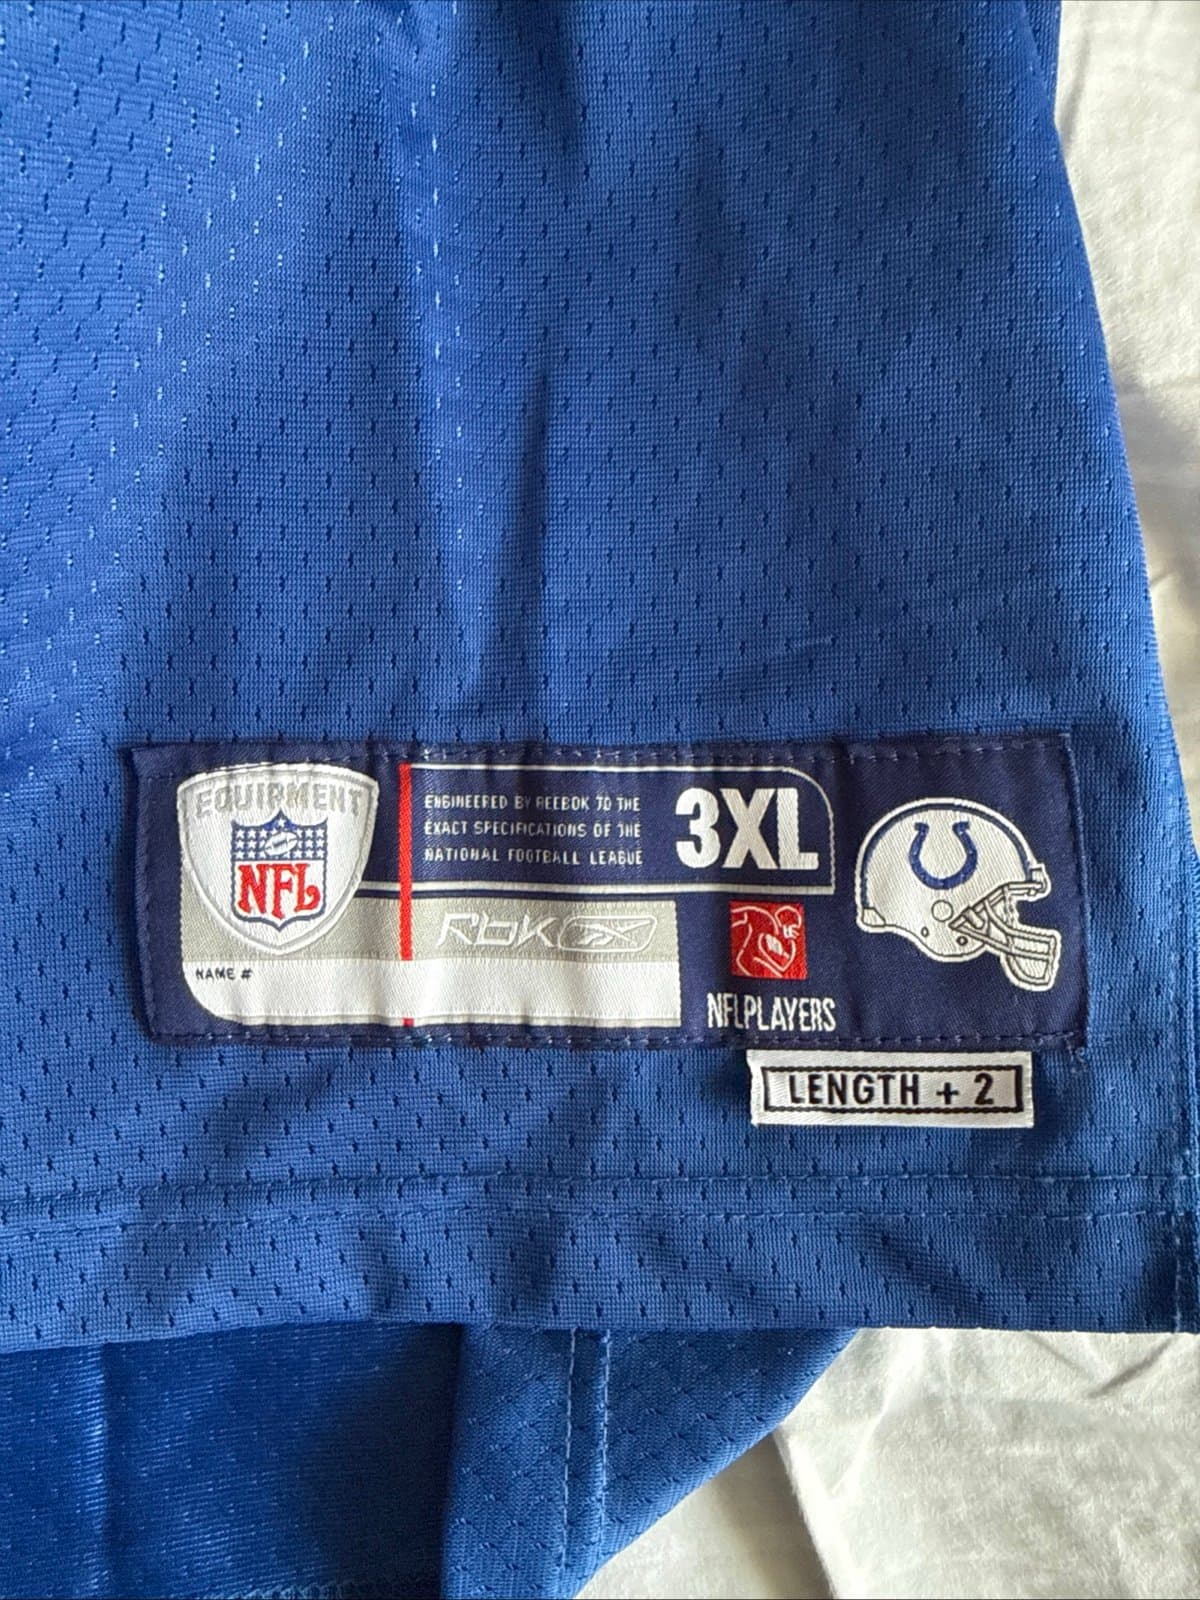 EQUIPMENT
NFL
ENGINEERED BY REEBOK TO THE
EXACT SPECIFICATIONS OF THE
NATIONAL FOOTBALL LEAGUE
3XL
RbK
NAME #
NFLPLAYERS
LENGTH + 2